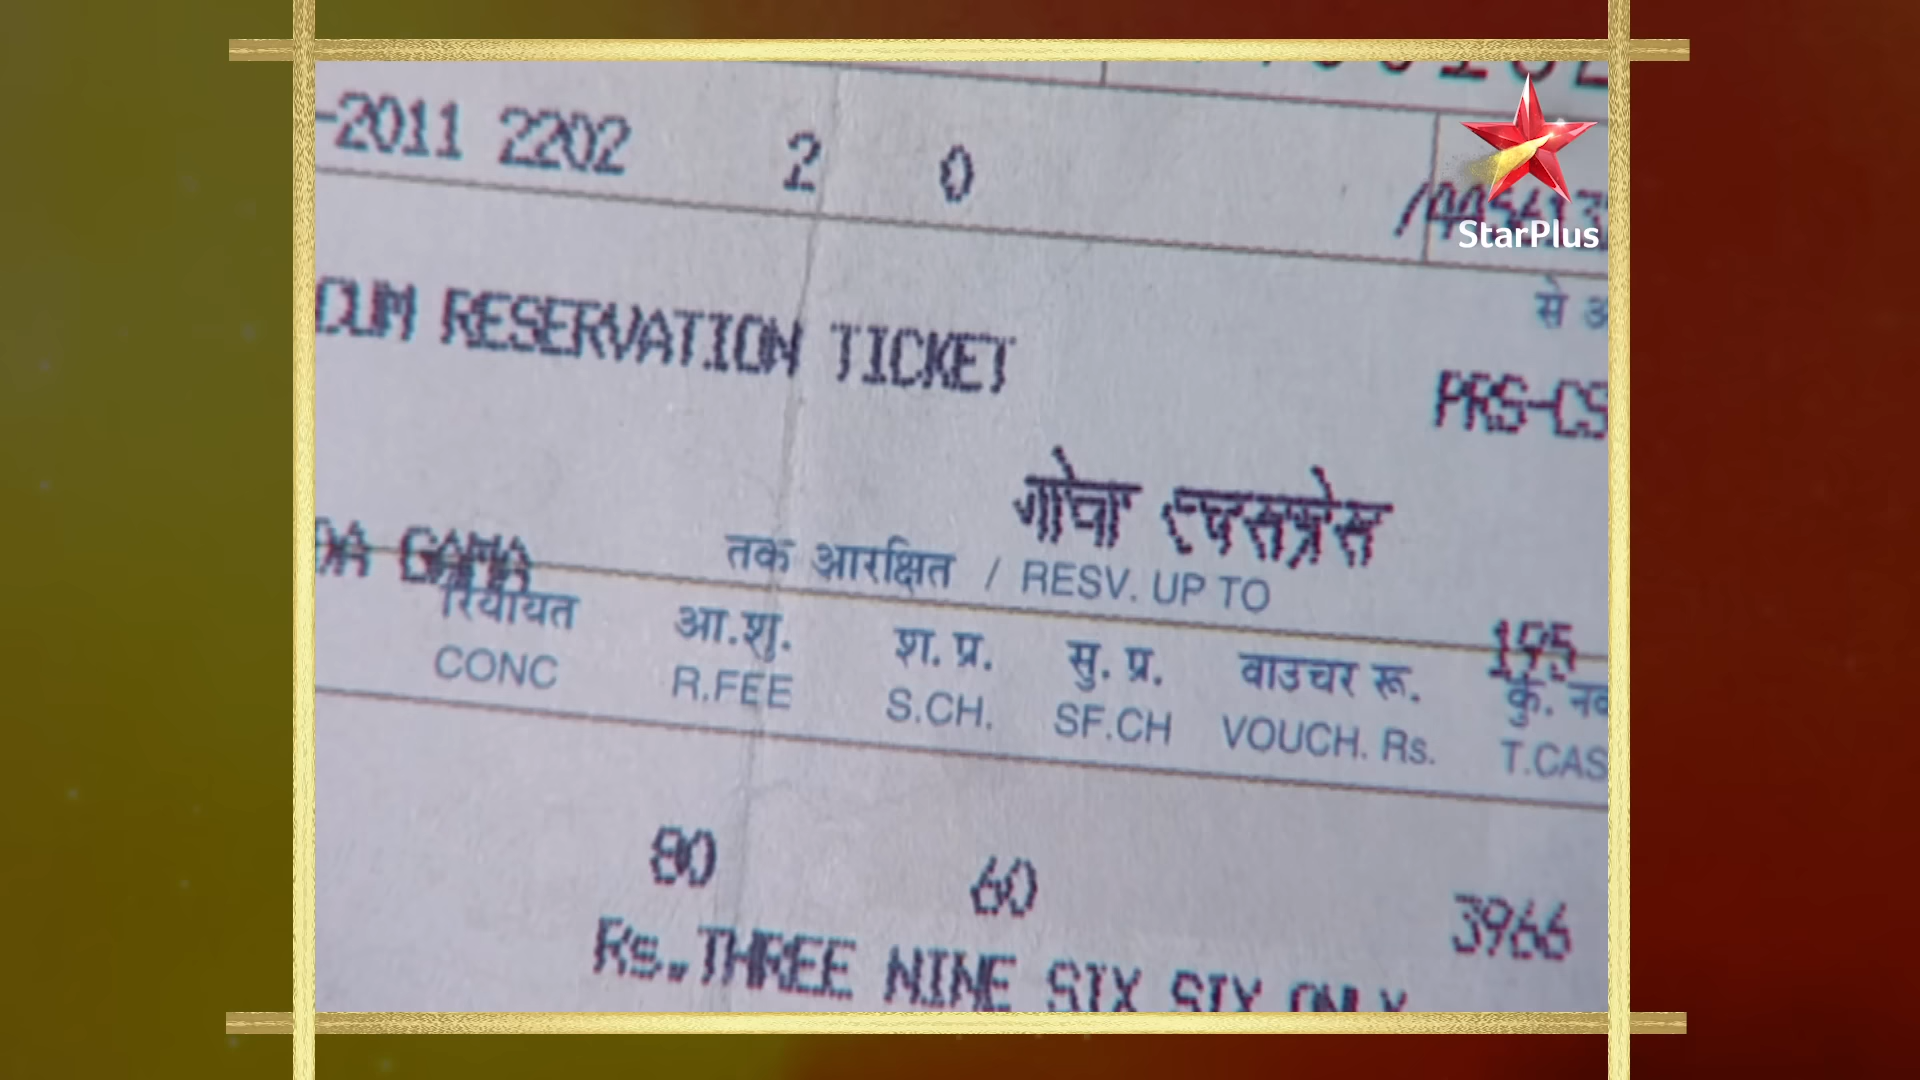 -2011 2202 2 0
StarPlus
से
CUM RESERVATION TICKET
PRS-CS
गोवा एक्सप्रेस
DA GAMA तक आरक्षित / RESV. UP TO
195
रियायत आ.शु. श.प्र. सु.प्र. वाउचर रू. कु. नक
CONC R.FEE S.CH. SF.CH VOUCH. Rs. T.CAS
80 60 3966
Rs.,THREE NINE SIX SIX ONLY